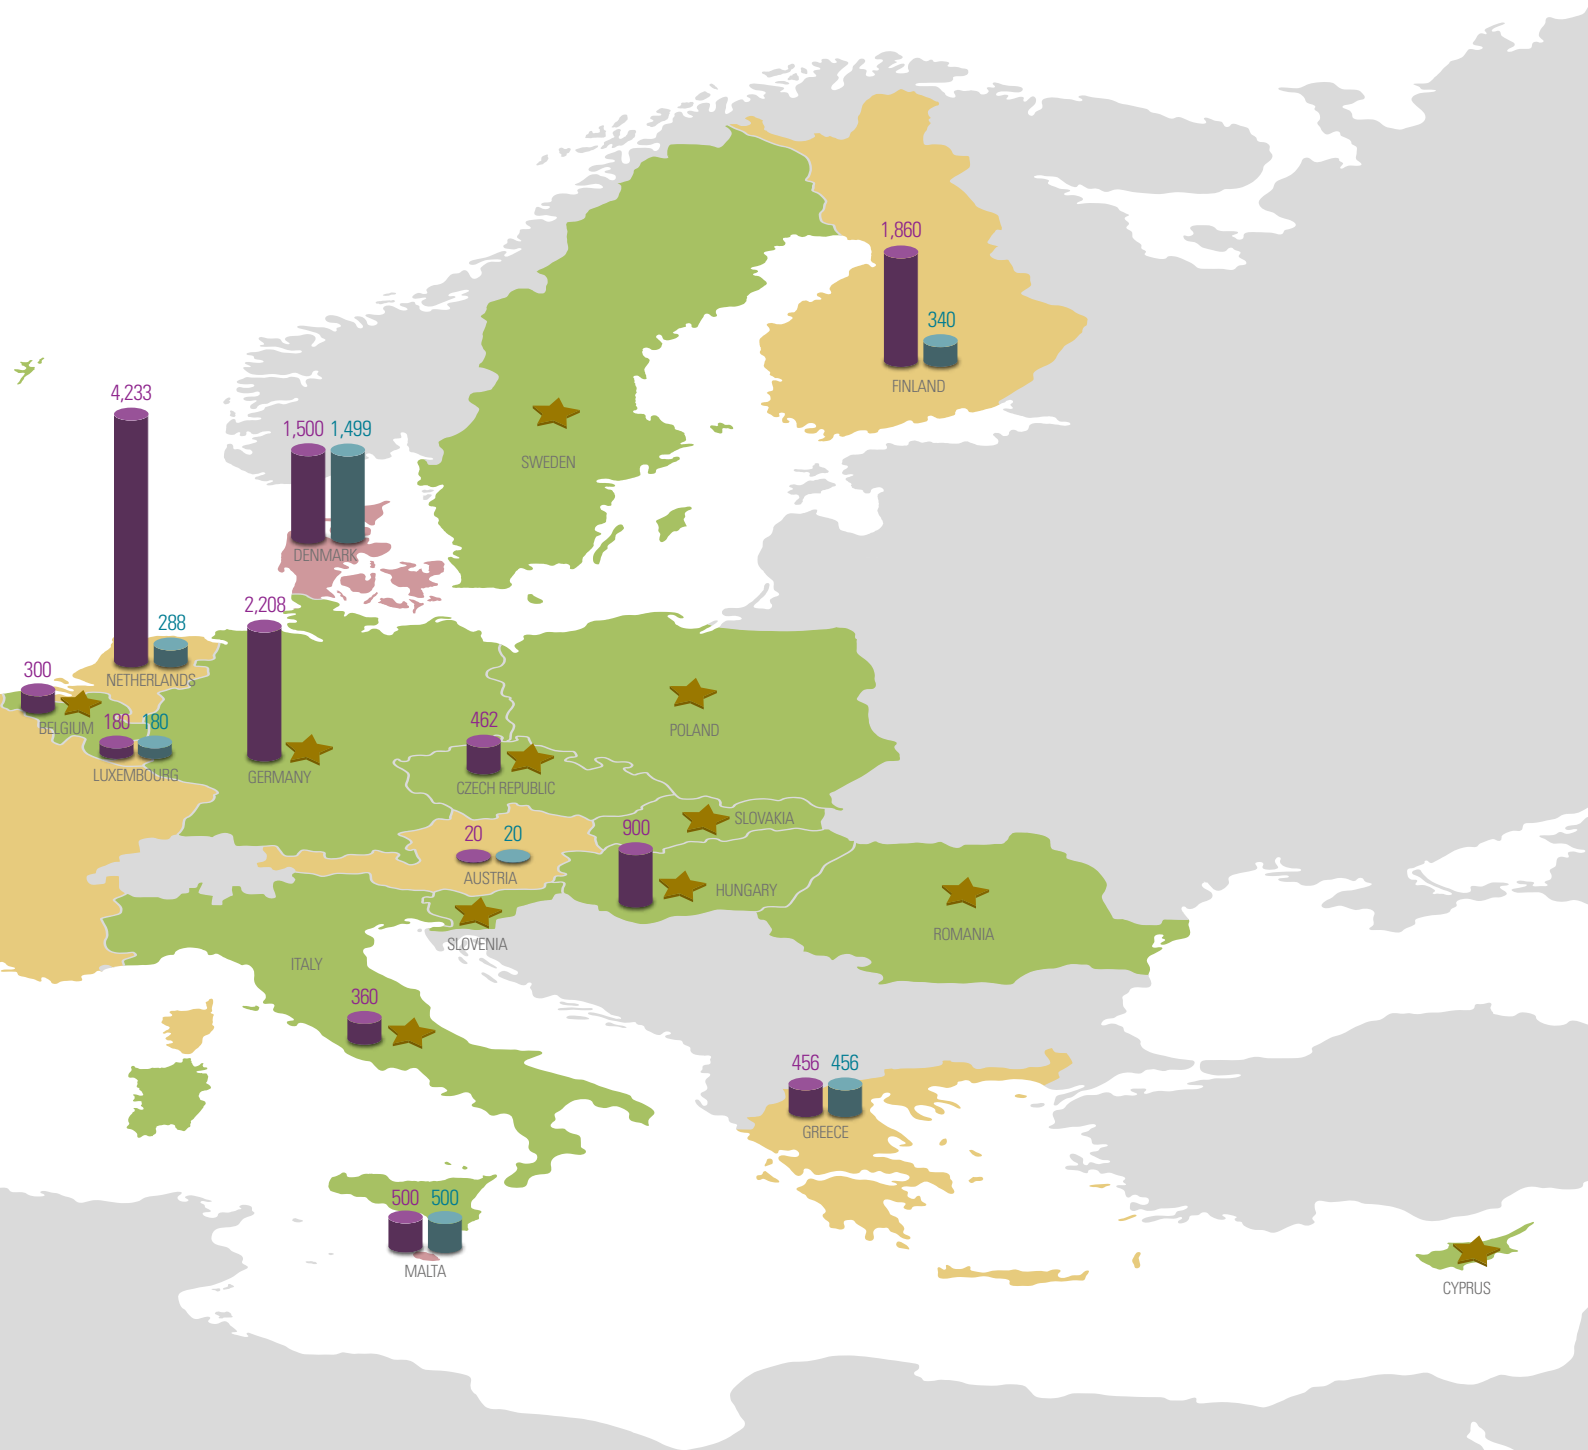 1,860
340
FINLAND
4,233
1,500 1,499
SWEDEN
DENMARK
2,208
288
300
NETHERLANDS
BELGIUM
180 180
462
POLAND
LUXEMBOURG
GERMANY
CZECH REPUBLIC
SLOVAKIA
20 20
900
AUSTRIA
HUNGARY
SLOVENIA
ROMANIA
ITALY
360
456 456
GREECE
500 500
MALTA
CYPRUS